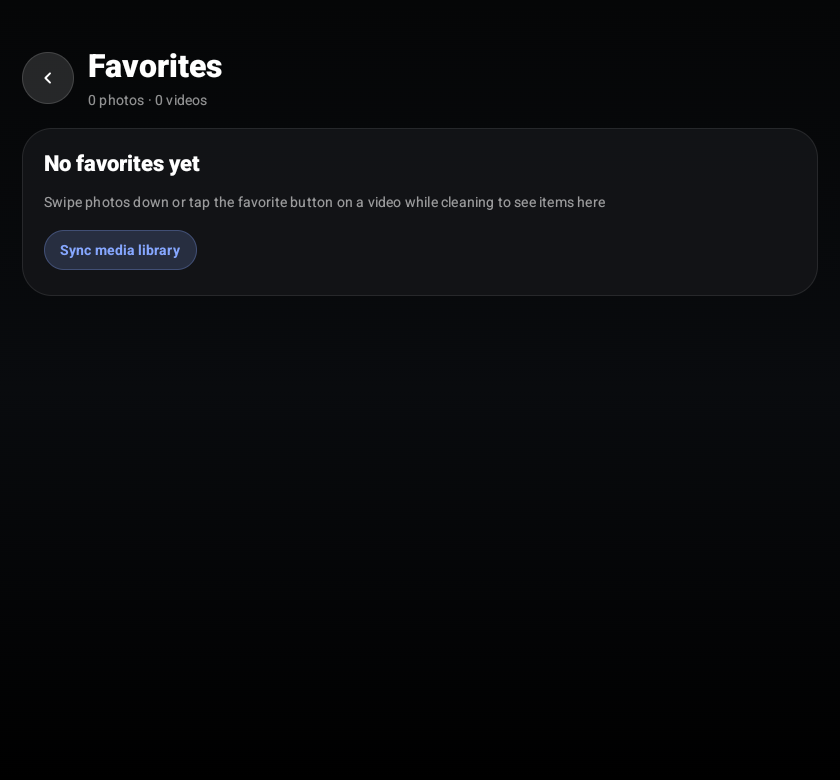 Favorites
0 photos · 0 videos
No favorites yet
Swipe photos down or tap the favorite button on a video while cleaning to see items here
Sync media library